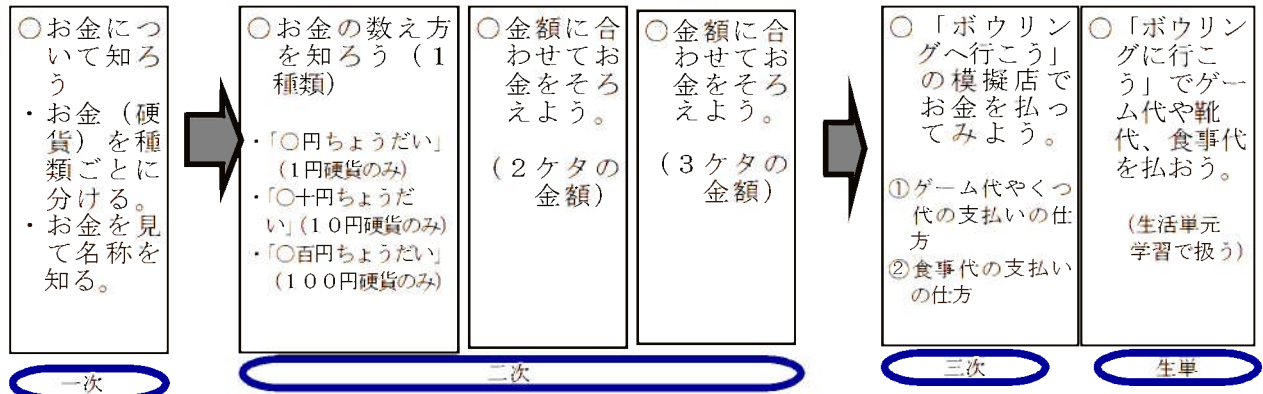 ○お金につ
いて知ろ
う
・お金（硬
貨）を種
類ごとに
分ける。
・お金を見
て名称を
知る。
一次
○お金の数え方
を知ろう（1
種類）
・「○円ちょうだい」
（1円硬貨のみ）
・「○十円ちょうだ
い」（１０円硬貨のみ）
・「○百円ちょうだい」
（１００円硬貨のみ）
○金額に合
わせてお
金をそろ
えよう。
（２ケタの
金額）
○金額に合
わせてお
金をそろ
えよう。
（３ケタの
金額）
二次
○「ボウリン
グへ行こう」
の模擬店で
お金を払っ
てみよう。
①ゲーム代やくつ
代の支払いの仕
方
②食事代の支払い
の仕方
三次
○「ボウリン
グに行こ
う」でゲー
ム代や靴
代、食事代
を払おう。
（生活単元
学習で扱う）
生単